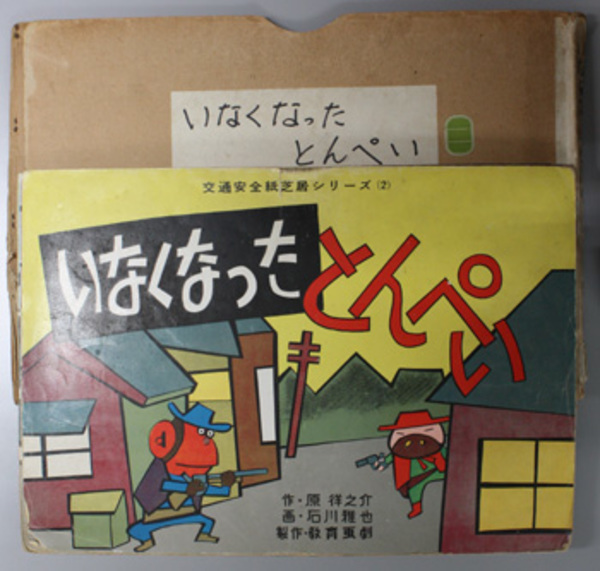 いなくなった
とんぺい
交通安全紙芝居シリーズ(2)
いなくなった
とんぺい
作・原 祥之介
画・石川雅也
製作・教育画劇